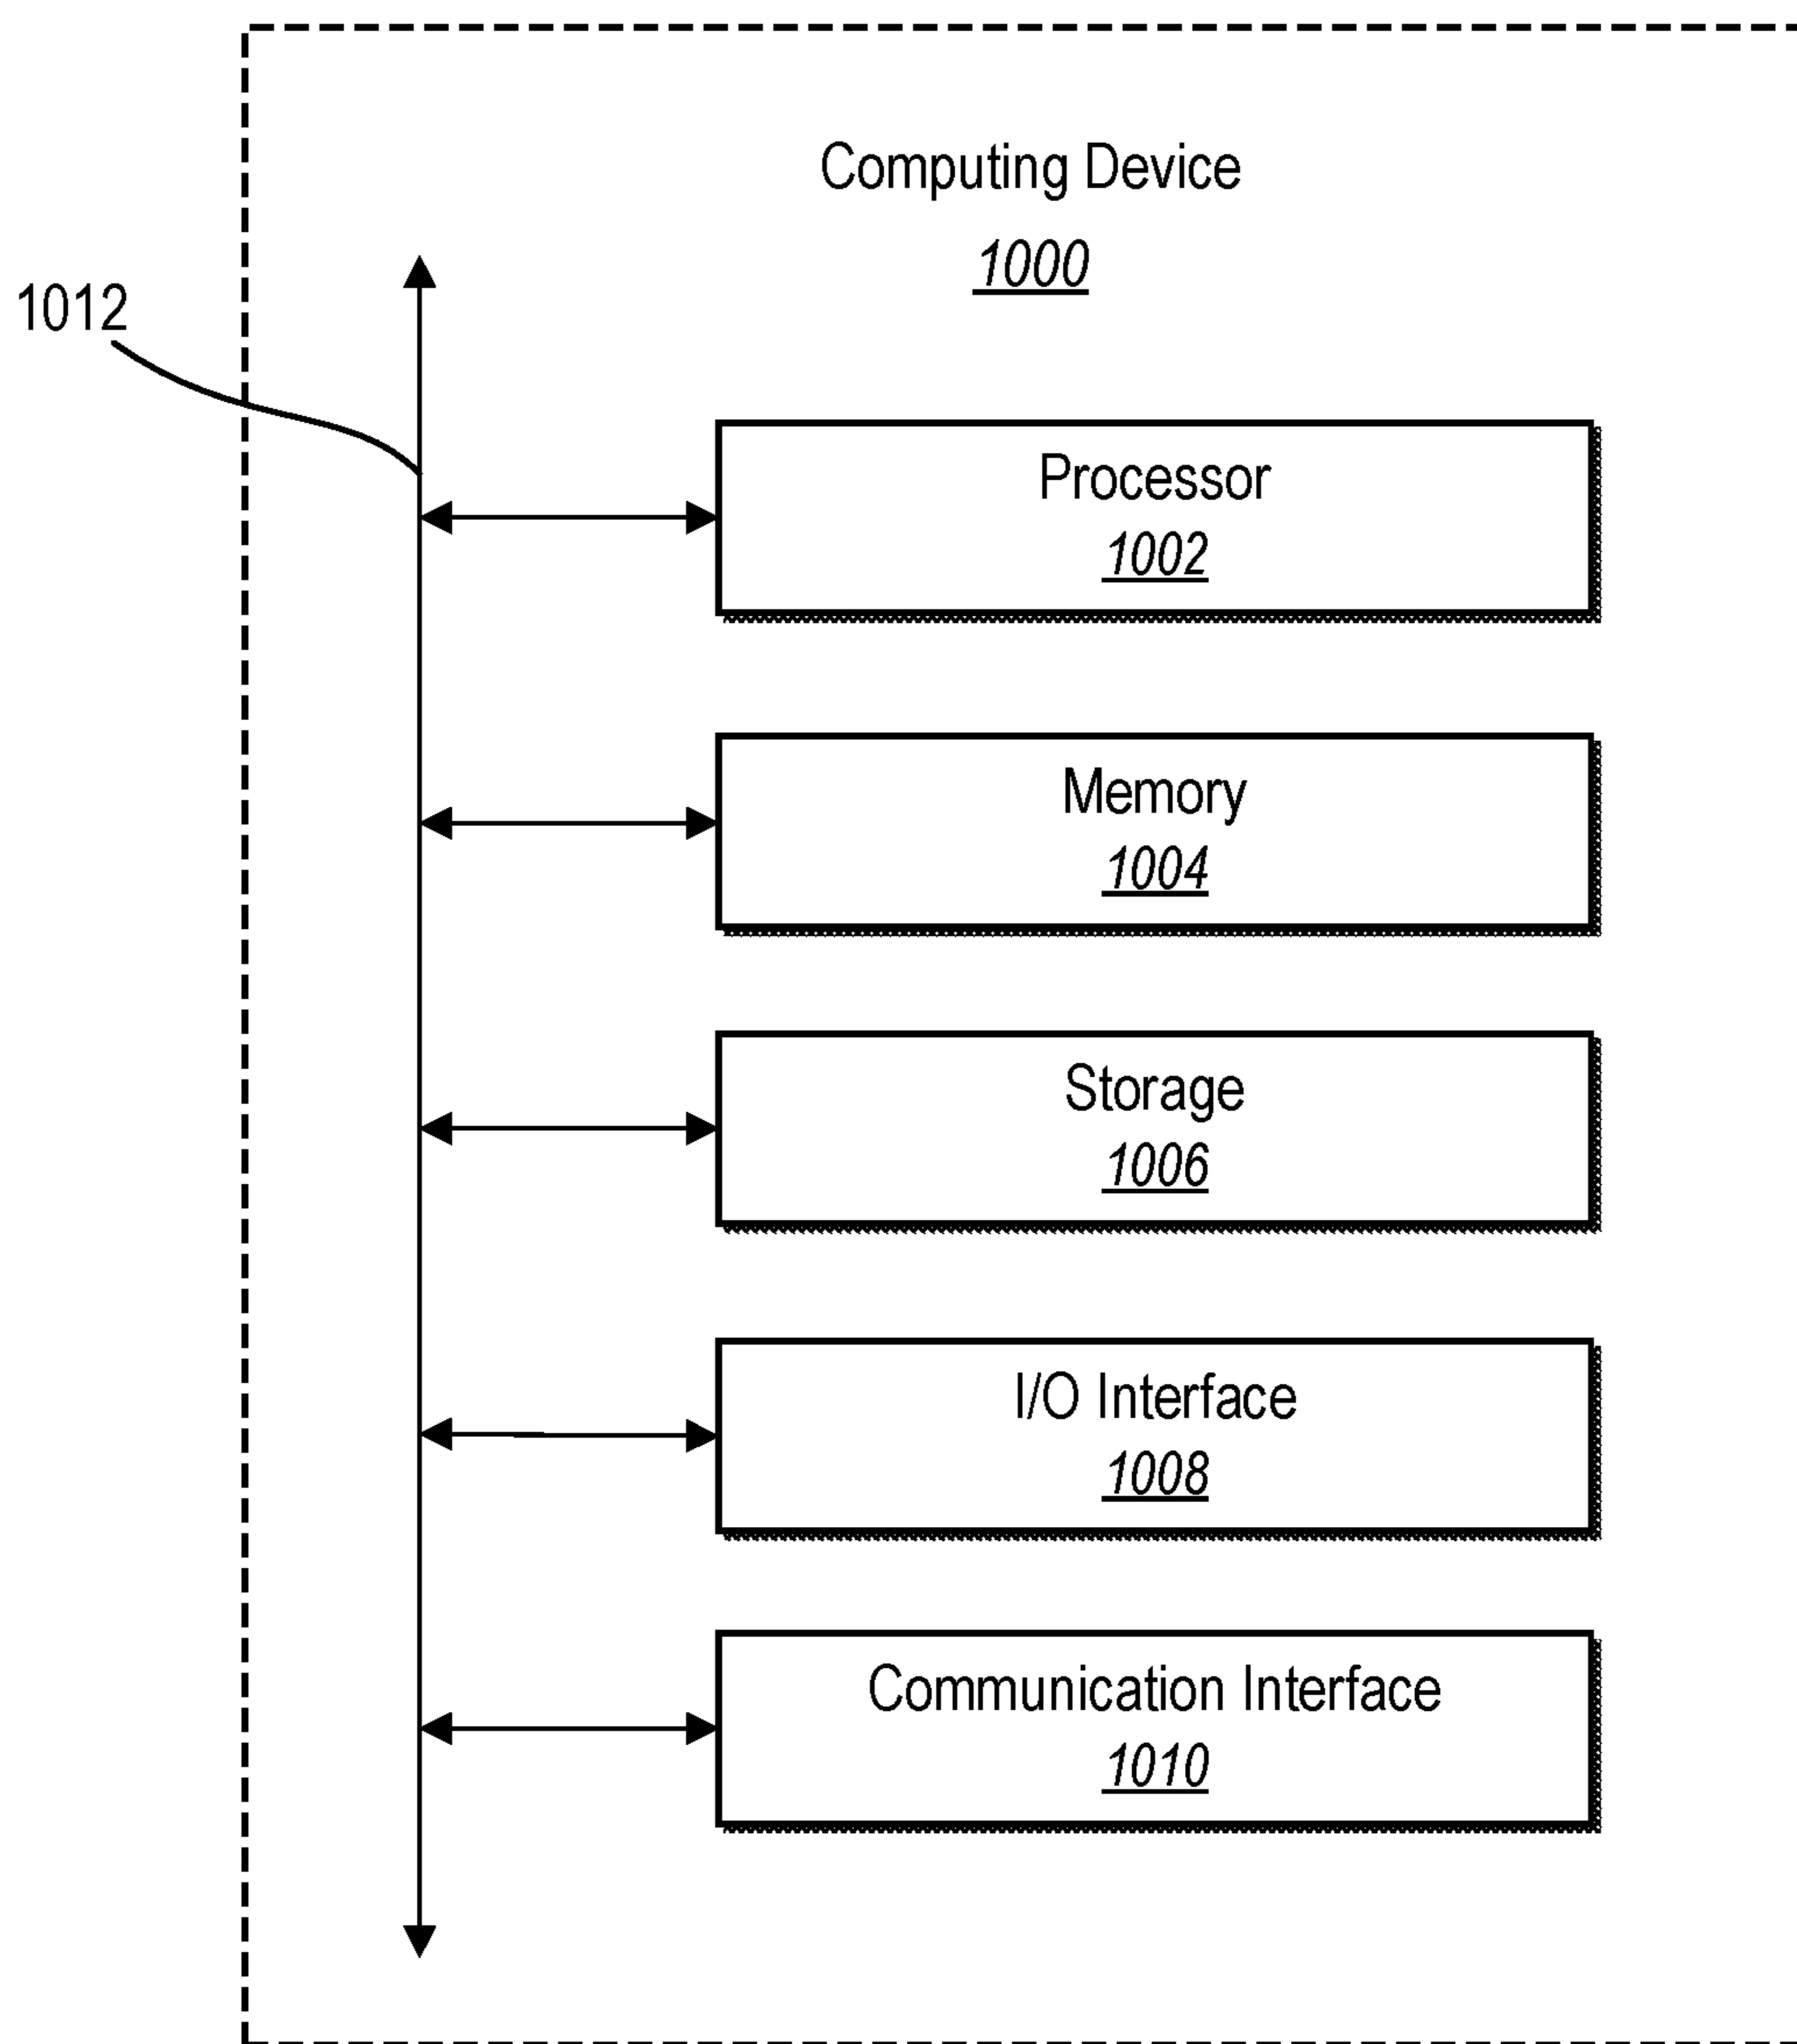 Computing Device
1000
1012
Processor
1002
Memory
1004
Storage
1006
I/O Interface
1008
Communication Interface
1010